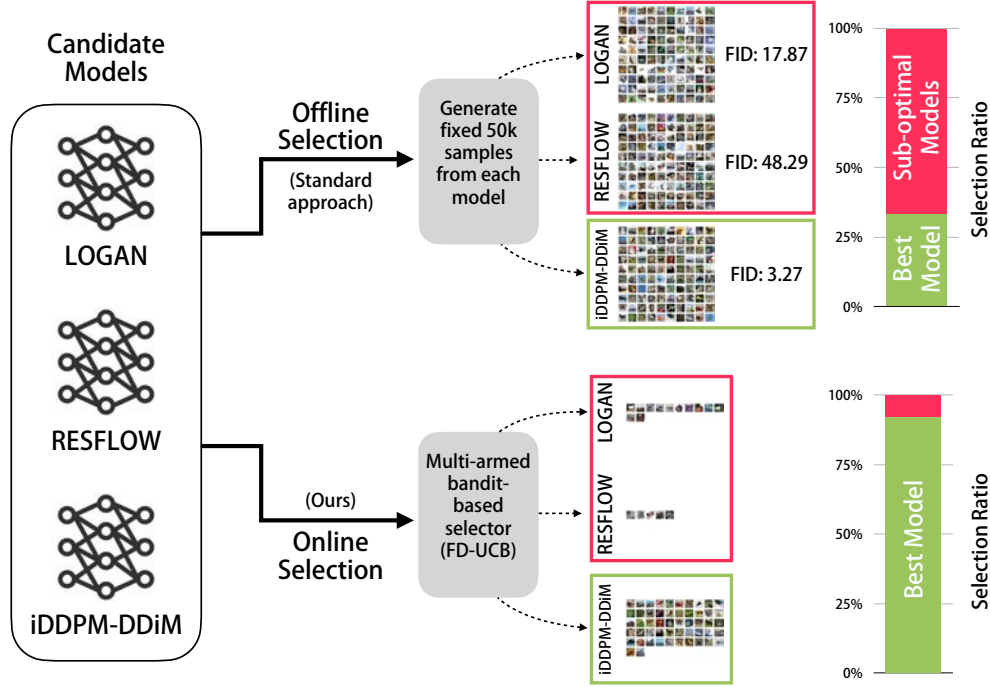 Candidate
Models
LOGAN
RESFLOW
iDDPM-DDiM
Offline
Selection
(Standard
approach)
Generate
fixed 50k
samples
from each
model
LOGAN
FID: 17.87
RESFLOW
FID: 48.29
iDDPM-DDiM
FID: 3.27
100%
75%
50%
25%
0%
Sub-optimal
Models
Best
Model
Selection Ratio
(Ours)
Online
Selection
Multi-armed
bandit-
based
selector
(FD-UCB)
LOGAN
RESFLOW
iDDPM-DDiM
100%
75%
50%
25%
0%
Best Model
Selection Ratio